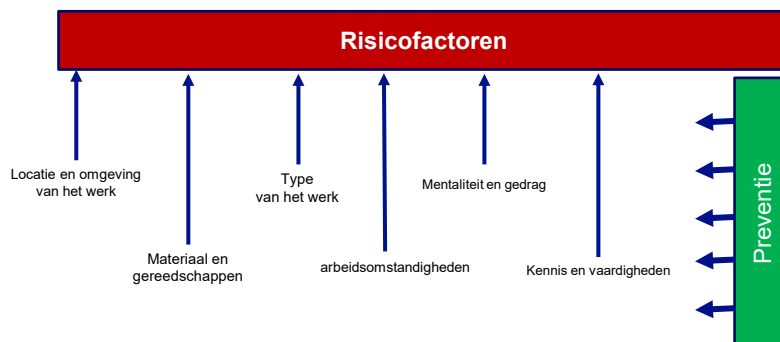 Risicofactoren
Locatie en omgeving
van het werk
Materiaal en
gereedschappen
Type
van het werk
arbeidsomstandigheden
Mentaliteit en gedrag
Kennis en vaardigheden
Preventie